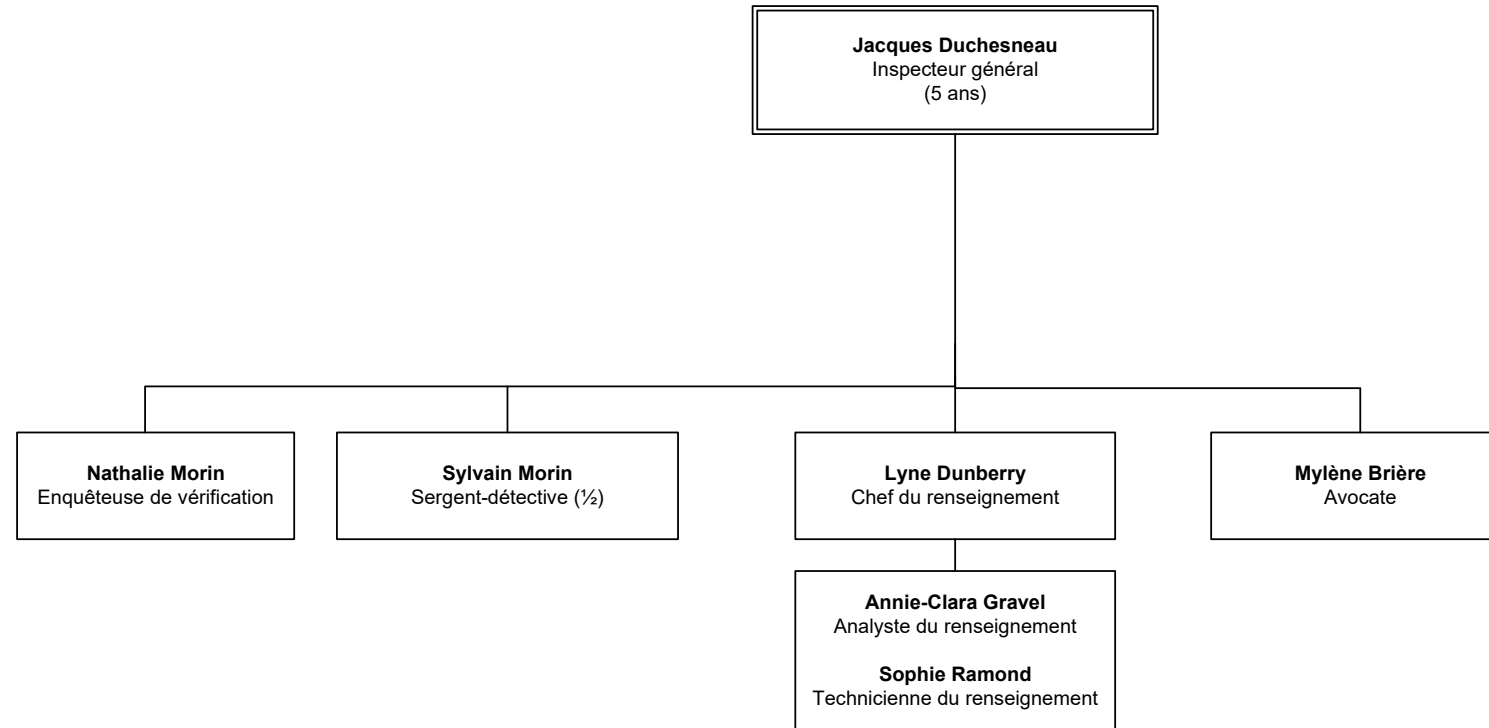 Jacques Duchesneau
Inspecteur général
(5 ans)
Nathalie Morin
Enquêteuse de vérification
Sylvain Morin
Sergent-détective (½)
Lyne Dunberry
Chef du renseignement
Mylène Brière
Avocate
Annie-Clara Gravel
Analyste du renseignement
Sophie Ramond
Technicienne du renseignement